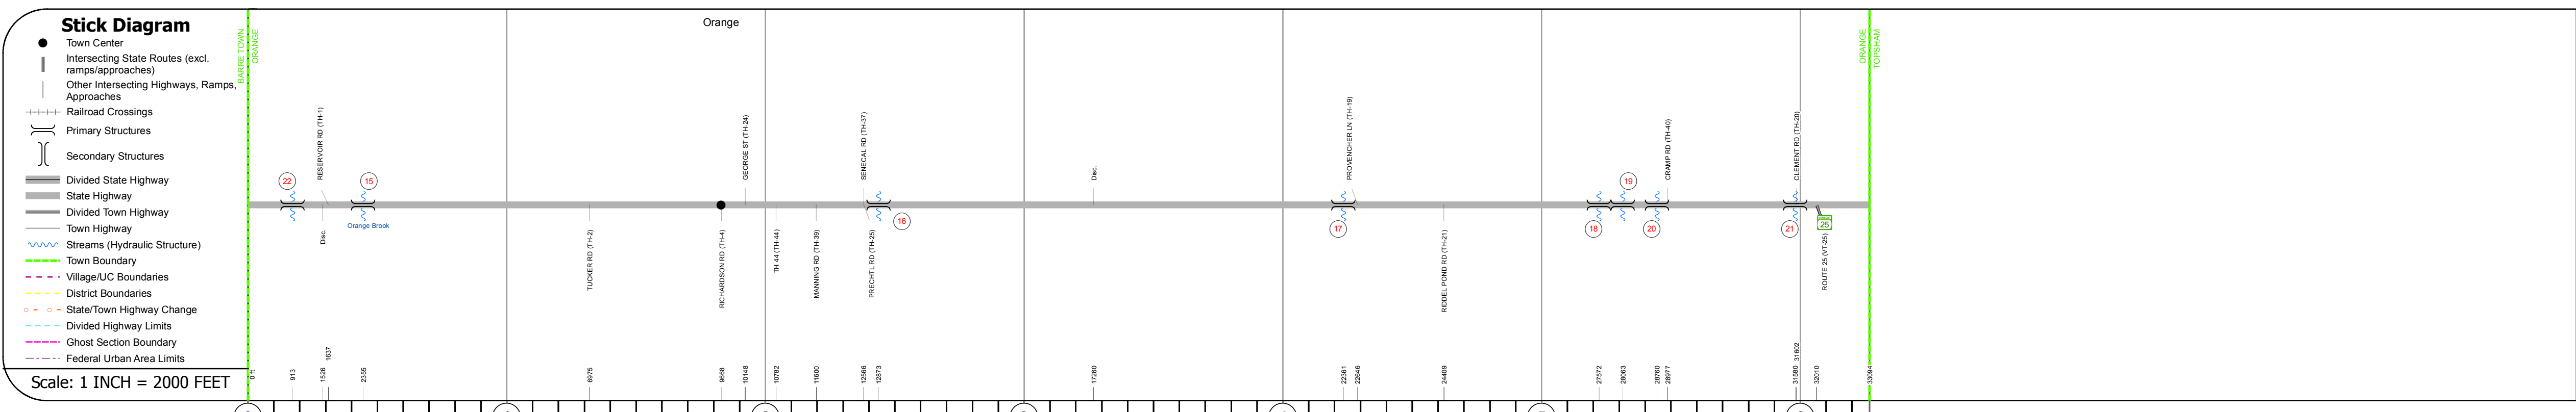 Stick Diagram
Town Center
Intersecting State Routes (excl.
ramps/approaches)
Other Intersecting Highways, Ramps,
Approaches
Railroad Crossings
Primary Structures
Secondary Structures
Divided State Highway
State Highway
Divided Town Highway
Town Highway
Streams (Hydraulic Structure)
Town Boundary
Village/UC Boundaries
District Boundaries
State/Town Highway Change
Divided Highway Limits
Ghost Section Boundary
Federal Urban Area Limits
Scale: 1 INCH = 2000 FEET
Orange
BARRE TOWN
ORANGE
ORANGE
TOPSHAM
RESERVOIR RD (TH-1)
GEORGE ST (TH-24)
SENECAL RD (TH-37)
Disc.
PROVENCHER LN (TH-19)
CRAMP RD (TH-40)
CLEMENT RD (TH-20)
22
15
19
Orange Brook
16
17
18
20
21
25
Disc.
TUCKER RD (TH-2)
RICHARDSON RD (TH-4)
TH 44 (TH-44)
MANNING RD (TH-39)
PRECHTL RD (TH-25)
RIDDEL POND RD (TH-21)
ROUTE 25 (VT-25)
0 ft
913
1526
1637
2355
6975
9668
10148
10782
11600
12566
12873
17260
22361
22646
24409
27572
28063
28760
28977
31580
31602
32010
33094